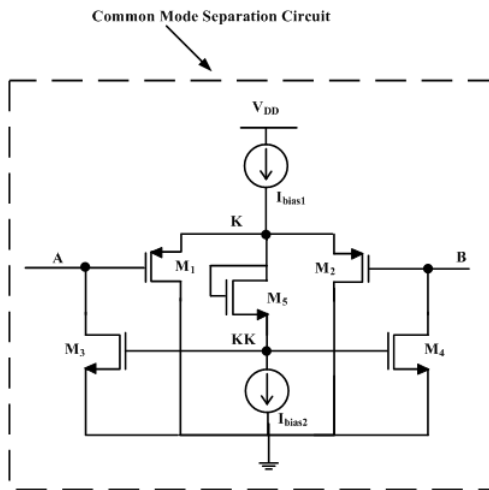 Common Mode Separation Circuit
VDD
Ibias1
K
A
M1
M2
B
M5
KK
M3
M4
Ibias2